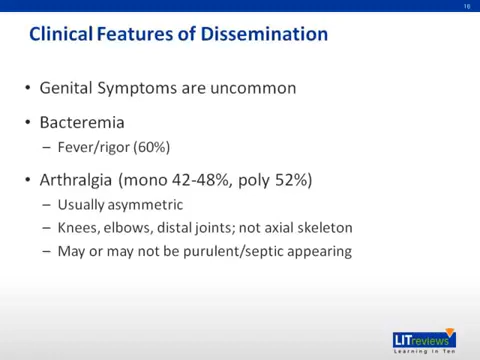 16
Clinical Features of Dissemination
• Genital Symptoms are uncommon
• Bacteremia
– Fever/rigor (60%)
• Arthralgia (mono 42-48%, poly 52%)
– Usually asymmetric
– Knees, elbows, distal joints; not axial skeleton
– May or may not be purulent/septic appearing
LITreviews
Learning in Ten